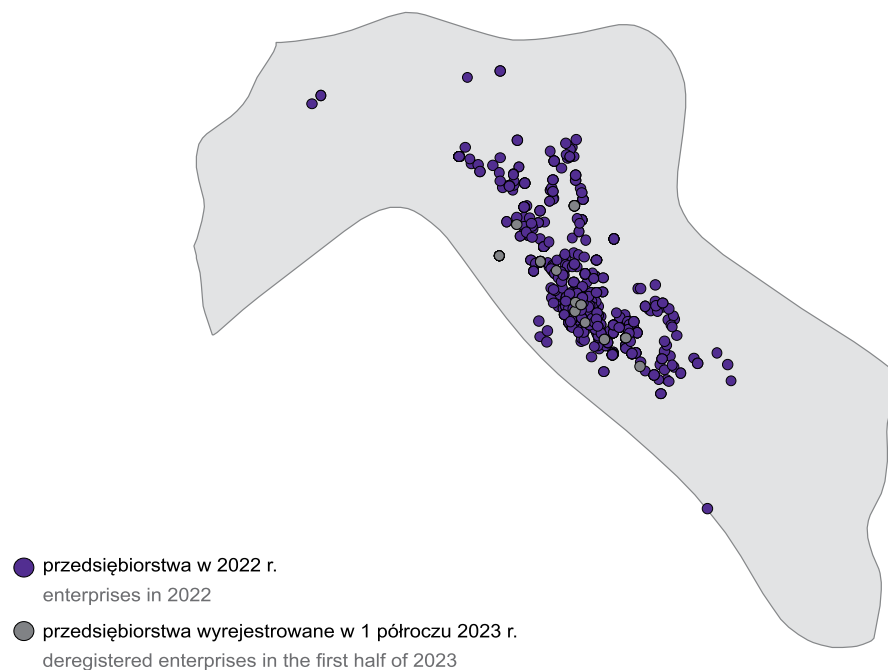 przedsiębiorstwa w 2022 r.
enterprises in 2022
przedsiębiorstwa wyrejestrowane w 1 półroczu 2023 r.
deregistered enterprises in the first half of 2023